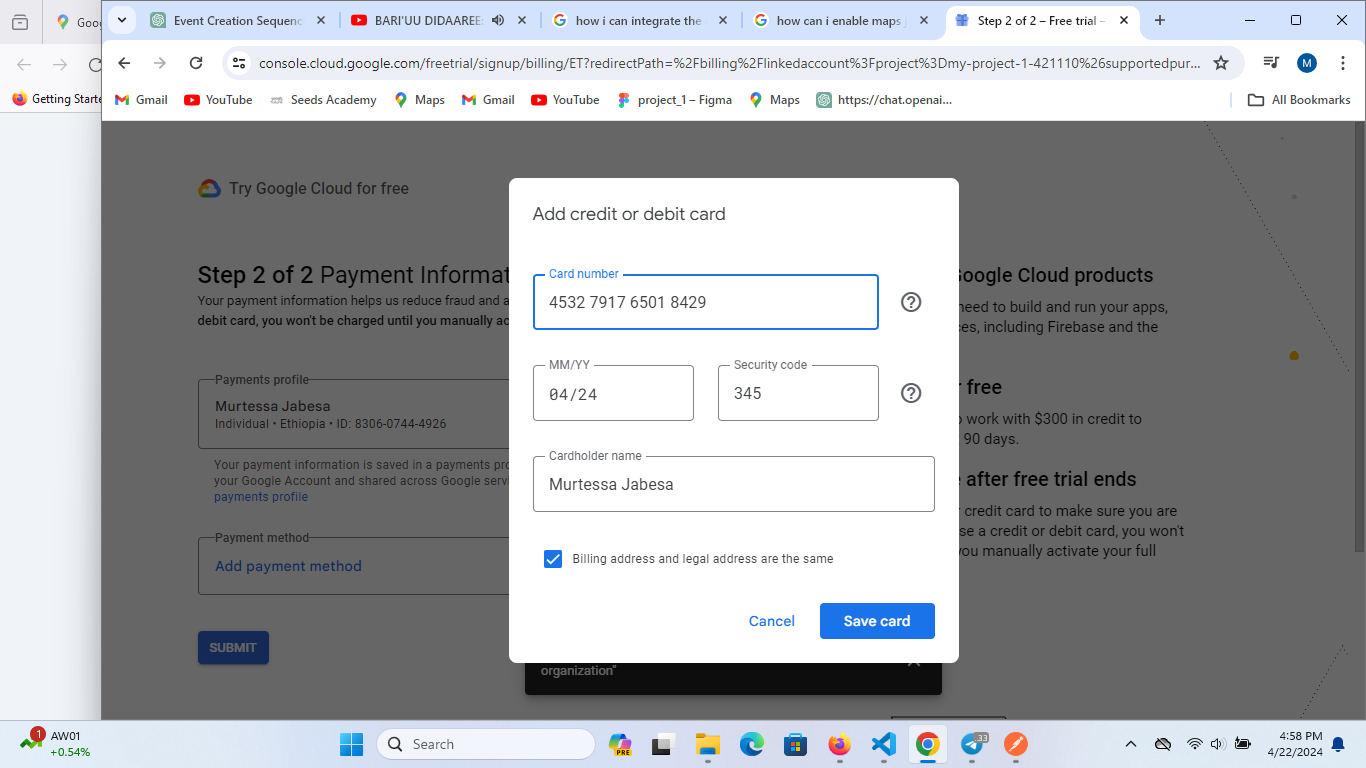 Goo
Event Creation Sequenc
BARI'UU DIDAAREE
how i can integrate the
how can i enable maps
Step 2 of 2 – Free trial –
console.cloud.google.com/freetrial/signup/billing/ET?redirectPath=%2Fbilling%2Flinkedaccount%3Fproject%3Dmy-project-1-421110%26supportedpur...
M
Getting Starte
Gmail
YouTube
Seeds Academy
Maps
Gmail
YouTube
project_1 – Figma
Maps
https://chat.openai...
All Bookmarks
Try Google Cloud for free
Step 2 of 2 Payment Informat
Your payment information helps us reduce fraud and a
debit card, you won't be charged until you manually ac
Payments profile
Murtessa Jabesa
Individual • Ethiopia • ID: 8306-0744-4926
Your payment information is saved in a payments pro
your Google Account and shared across Google servi
payments profile
Payment method
Add payment method
SUBMIT
Add credit or debit card
Card number
4532 7917 6501 8429
MM/YY
04/24
Security code
345
Cardholder name
Murtessa Jabesa
Billing address and legal address are the same
Cancel
Save card
organization"
Google Cloud products
need to build and run your apps,
es, including Firebase and the
r free
o work with $300 in credit to
90 days.
after free trial ends
credit card to make sure you are
se a credit or debit card, you won't
you manually activate your full
1
AW01
+0.54%
Search
PRE
33
4:58 PM
4/22/2024